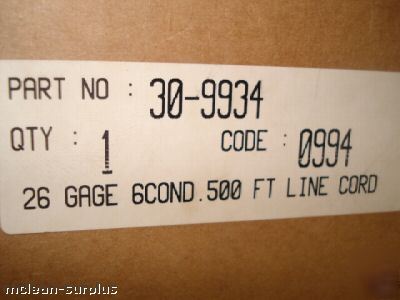 PART NO : 30-9934
QTY : 1 CODE : 0994
26 GAGE 6COND.500 FT LINE CORD
mclean-surplus